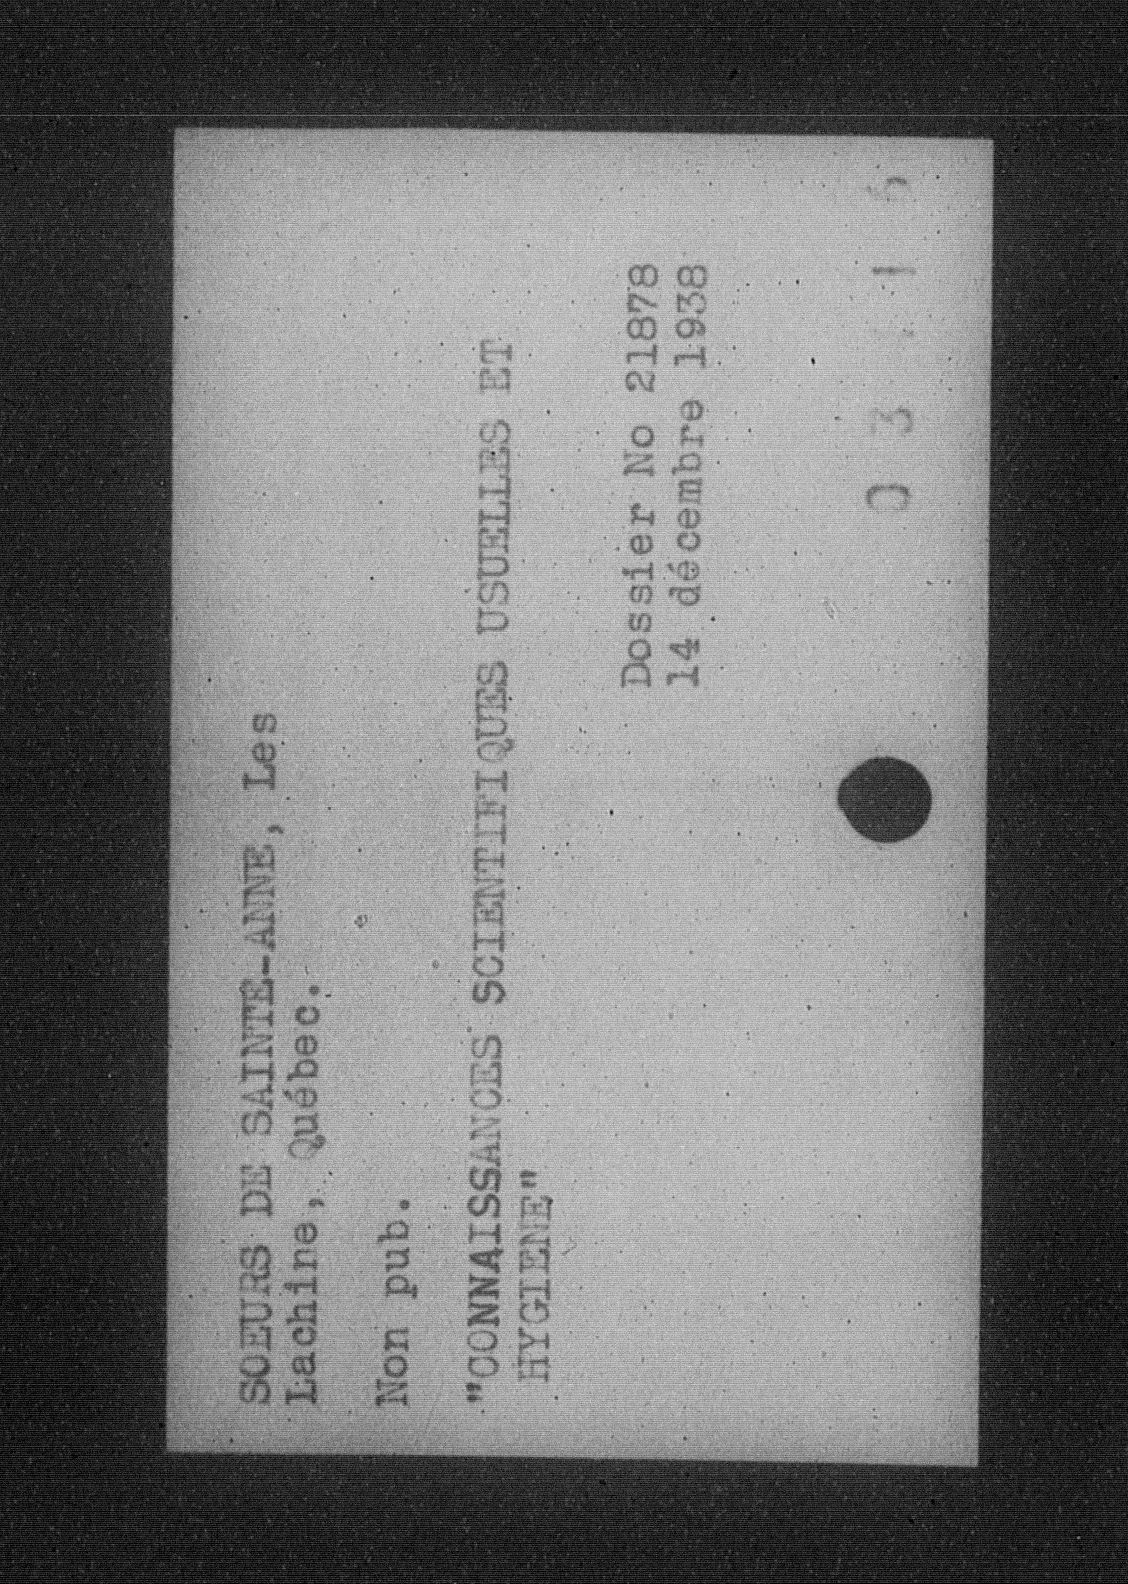 SOEURS DE SAINTE-ANNE, Les
Lachine, Québec.
Non pub.
"CONNAISSANCES SCIENTIFIQUES USUELLES ET
HYGIENE"
Dossier No 21878
14 décembre 1938